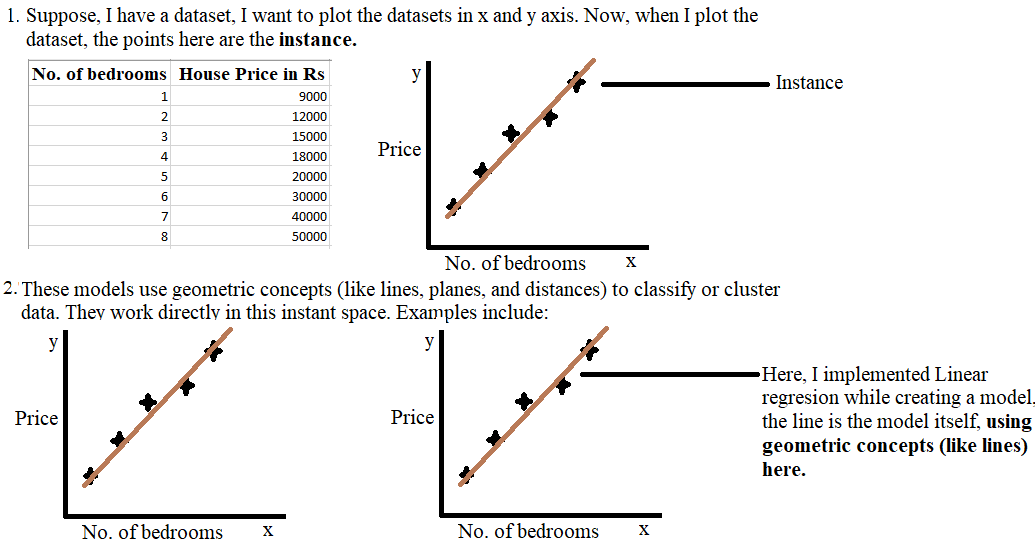 1. Suppose, I have a dataset, I want to plot the datasets in x and y axis. Now, when I plot the
dataset, the points here are the instance.
No. of bedrooms House Price in Rs
1 9000
2 12000
3 15000
4 18000
5 20000
6 30000
7 40000
8 50000
y
Price
Instance
No. of bedrooms x
2. These models use geometric concepts (like lines, planes, and distances) to classify or cluster
data. They work directly in this instant space. Examples include:
y
Price
No. of bedrooms x
y
Price
No. of bedrooms x
Here, I implemented Linear
regresion while creating a model,
the line is the model itself, using
geometric concepts (like lines)
here.